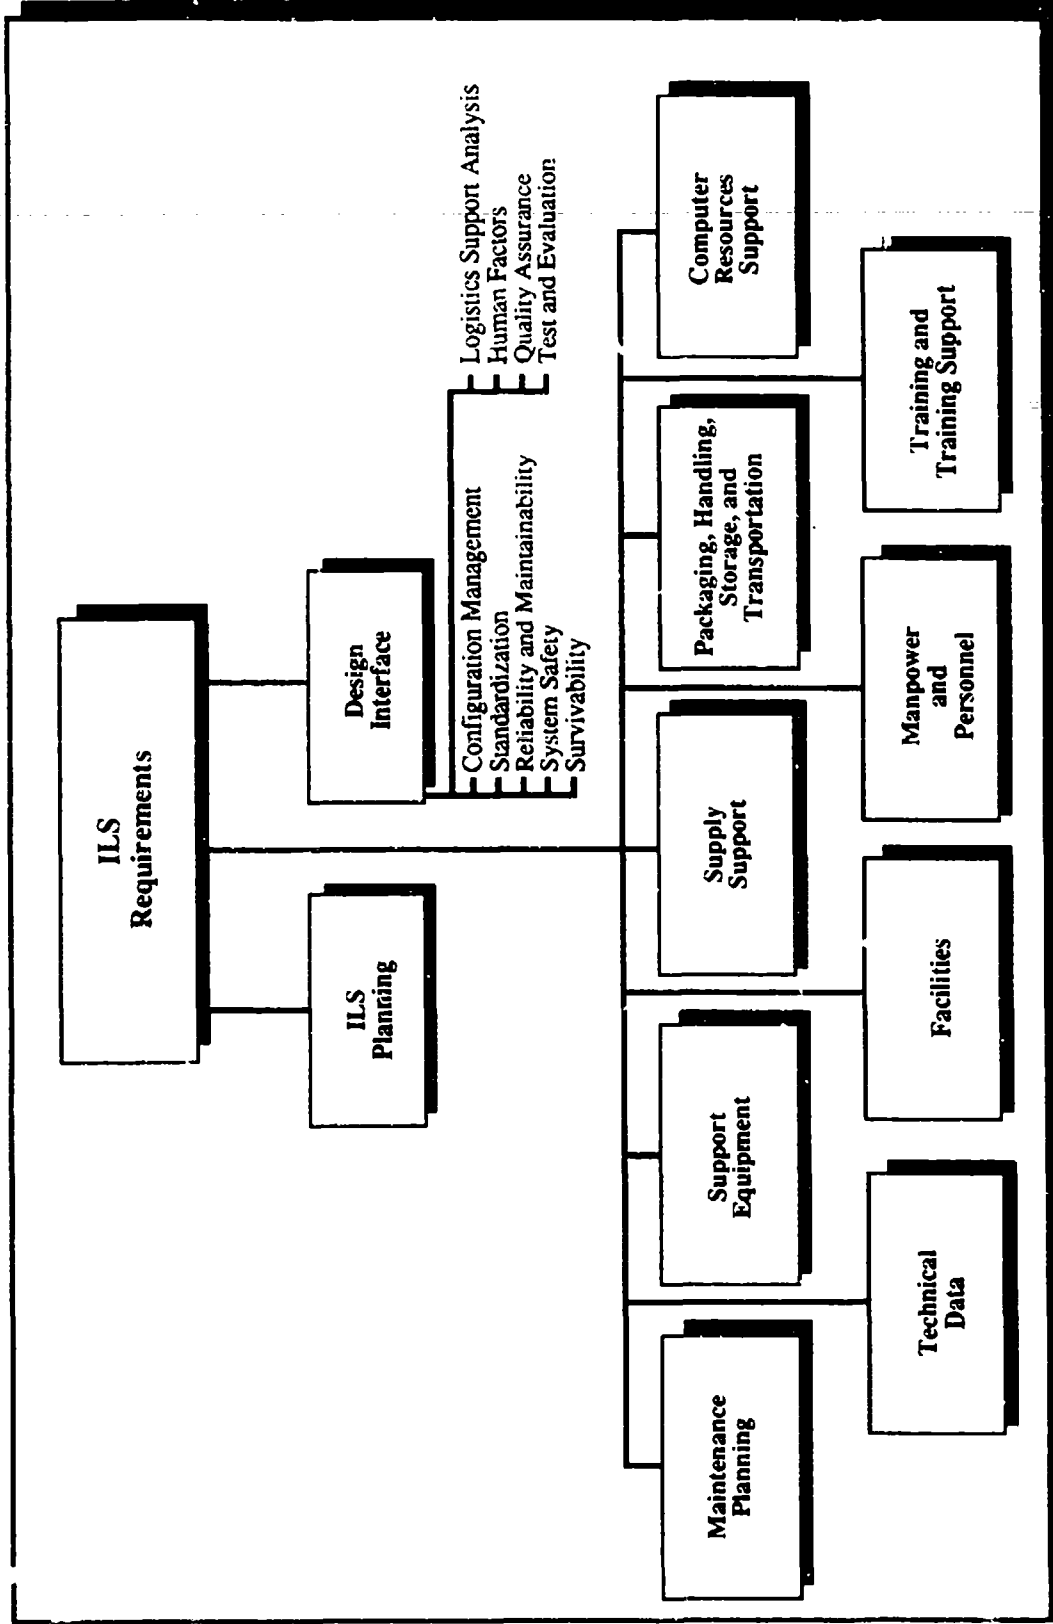 ILS
Requirements
ILS
Planning
Design
Interface
Configuration Management
Standardization
Reliability and Maintainability
System Safety
Survivability
Logistics Support Analysis
Human Factors
Quality Assurance
Test and Evaluation
Maintenance
Planning
Support
Equipment
Supply
Support
Packaging, Handling,
Storage, and
Transportation
Computer
Resources
Support
Technical
Data
Facilities
Manpower
and
Personnel
Training and
Training Support